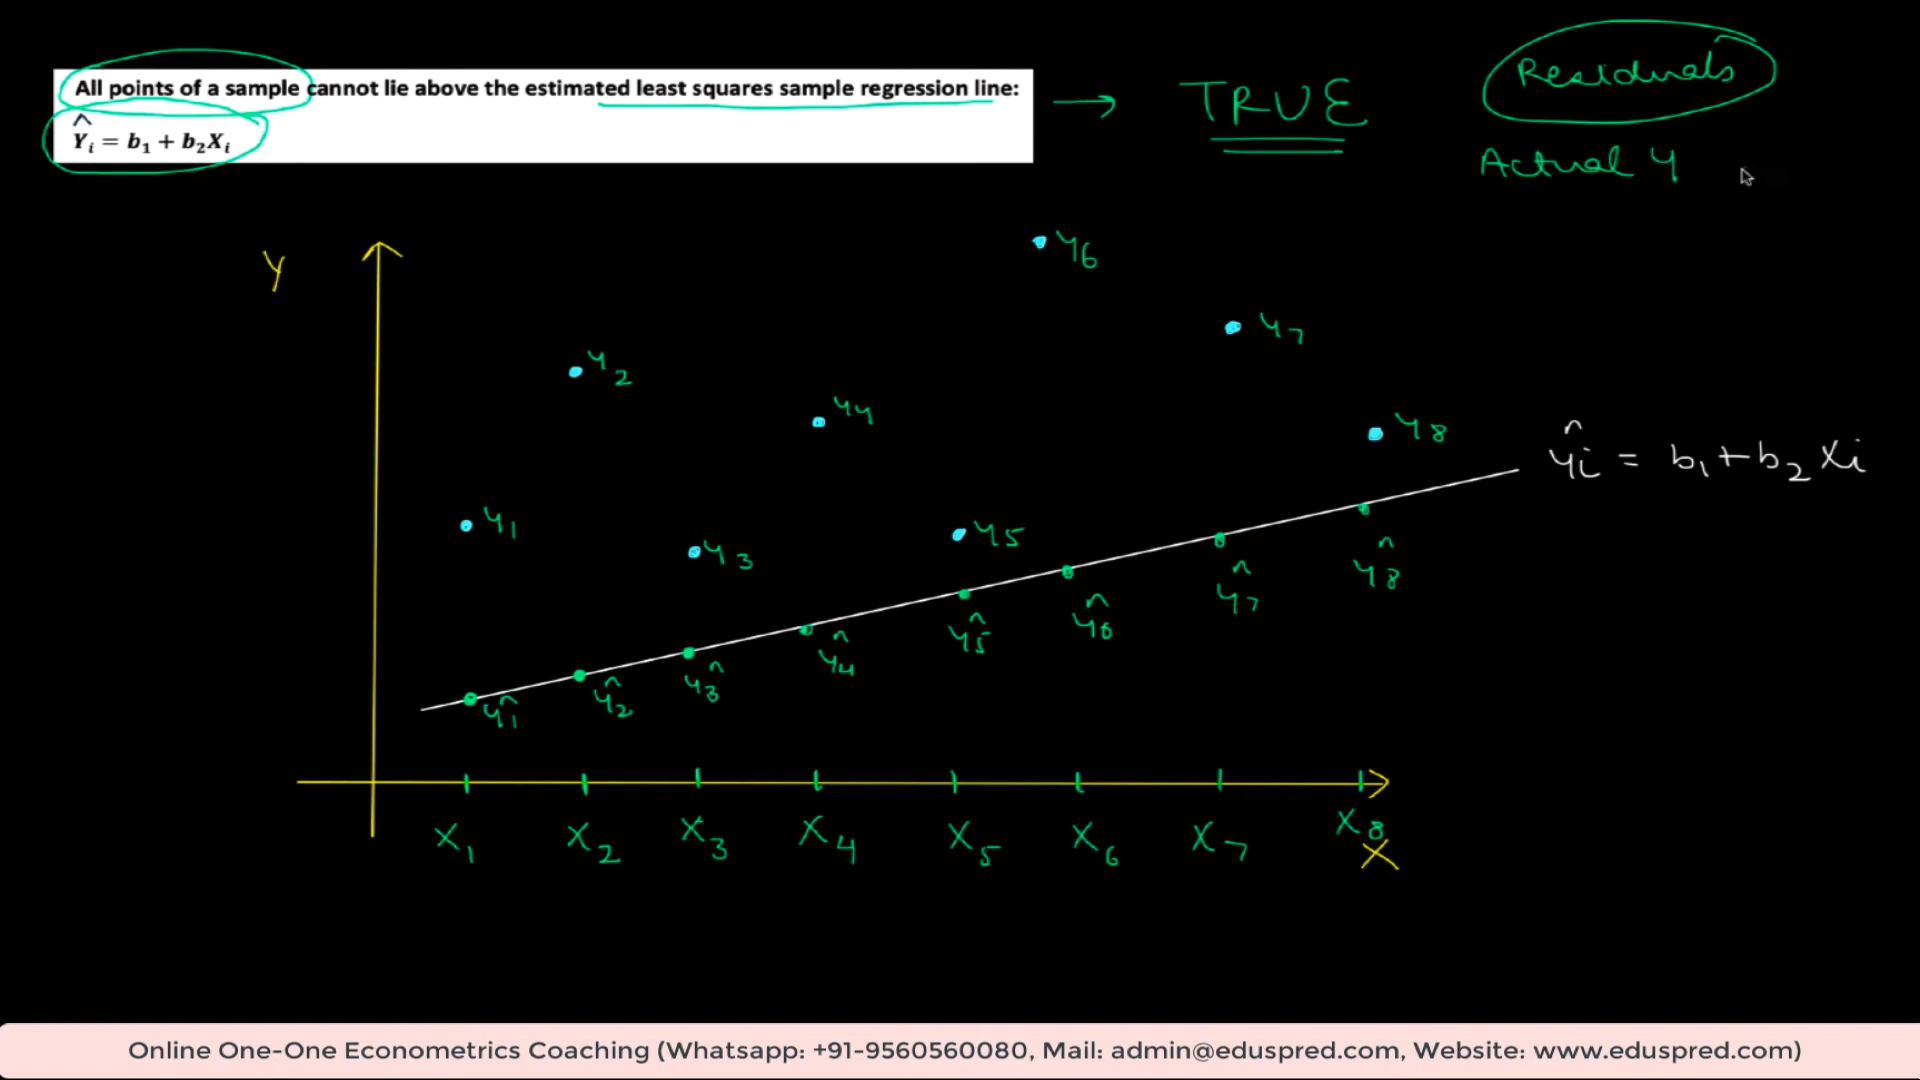 All points of a sample cannot lie above the estimated least squares sample regression line:
Ŷᵢ = b₁ + b₂Xᵢ
→ TRUE
Residuals
Actual Y
Y
Y₆
Y₇
Y₂
Y₄
Y₈
ŷᵢ = b₁ + b₂ Xᵢ
Y₁
Y₃
Y₅
Ŷ₁
Ŷ₂
Ŷ₃
Ŷ₄
Ŷ₅
Ŷ₆
Ŷ₇
Ŷ₈
X₁ X₂ X₃ X₄ X₅ X₆ X₇ X₈
X
Online One-One Econometrics Coaching (Whatsapp: +91-9560560080, Mail: admin@eduspred.com, Website: www.eduspred.com)